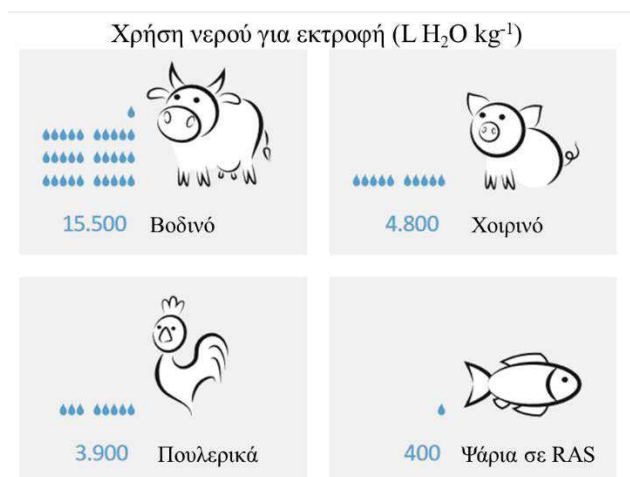 Χρήση νερού για εκτροφή (L H₂O kg⁻¹)
15.500 Βοδινό
4.800 Χοιρινό
3.900 Πουλερικά
400 Ψάρια σε RAS